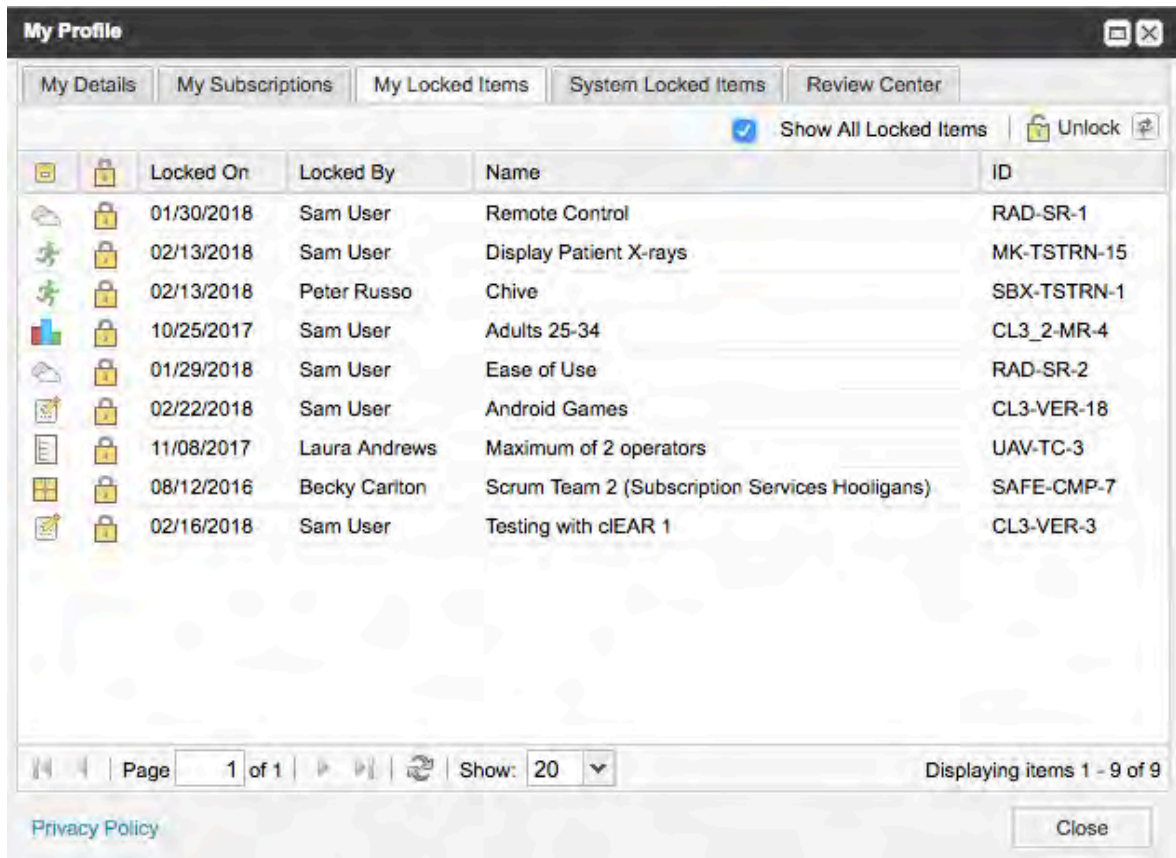 My Profile
My Details My Subscriptions My Locked Items System Locked Items Review Center
Show All Locked Items Unlock
Locked On Locked By Name ID
01/30/2018 Sam User Remote Control RAD-SR-1
02/13/2018 Sam User Display Patient X-rays MK-TSTRN-15
02/13/2018 Peter Russo Chive SBX-TSTRN-1
10/25/2017 Sam User Adults 25-34 CL3_2-MR-4
01/29/2018 Sam User Ease of Use RAD-SR-2
02/22/2018 Sam User Android Games CL3-VER-18
11/08/2017 Laura Andrews Maximum of 2 operators UAV-TC-3
08/12/2016 Becky Carlton Scrum Team 2 (Subscription Services Hooligans) SAFE-CMP-7
02/16/2018 Sam User Testing with clEAR 1 CL3-VER-3
Page 1 of 1 Show: 20 Displaying items 1 - 9 of 9
Privacy Policy Close